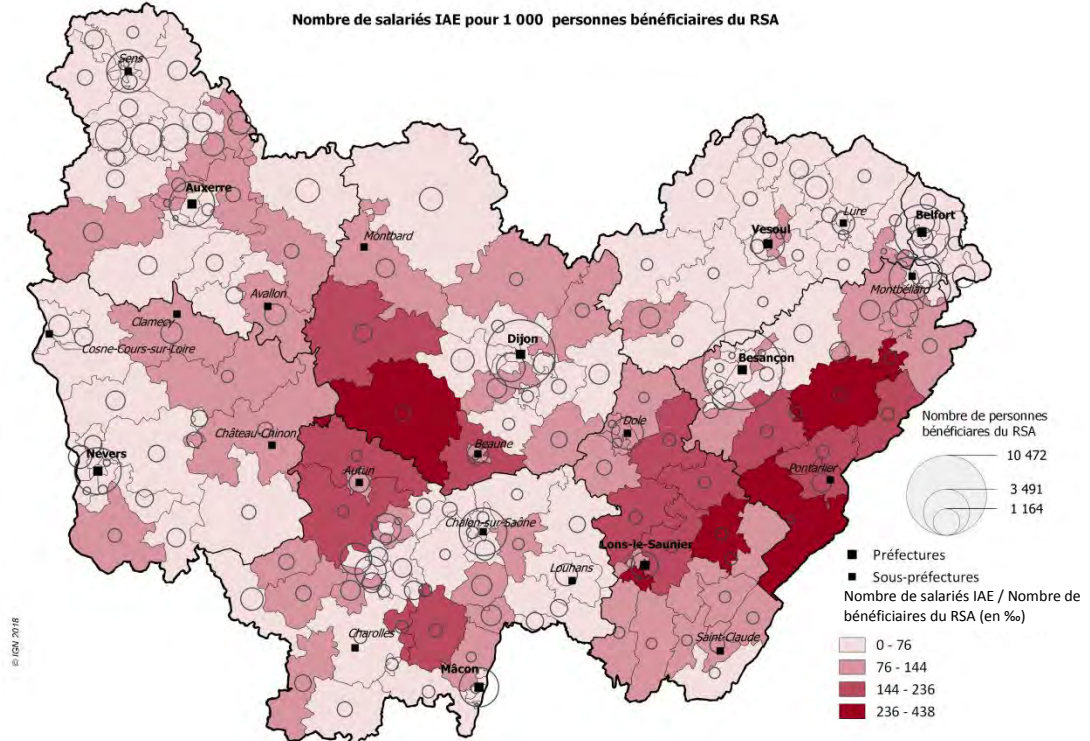 Nombre de salariés IAE pour 1 000 personnes bénéficiaires du RSA
Sens
Auxerre
Montbard
Vesoul
Lure
Belfort
Montbéliard
Avallon
Clamecy
Cosne-Cours-sur-Loire
Dijon
Besançon
Château-Chinon
Nevers
Beaune
Dole
Autun
Pontarlier
Chalon-sur-Saône
Lons-le-Saunier
Louhans
Charolles
Saint-Claude
Mâcon
Nombre de personnes
bénéficiaires du RSA
10 472
3 491
1 164
Préfectures
Sous-préfectures
Nombre de salariés IAE / Nombre de
bénéficiaires du RSA (en ‰)
0 - 76
76 - 144
144 - 236
236 - 438
© IGN 2018